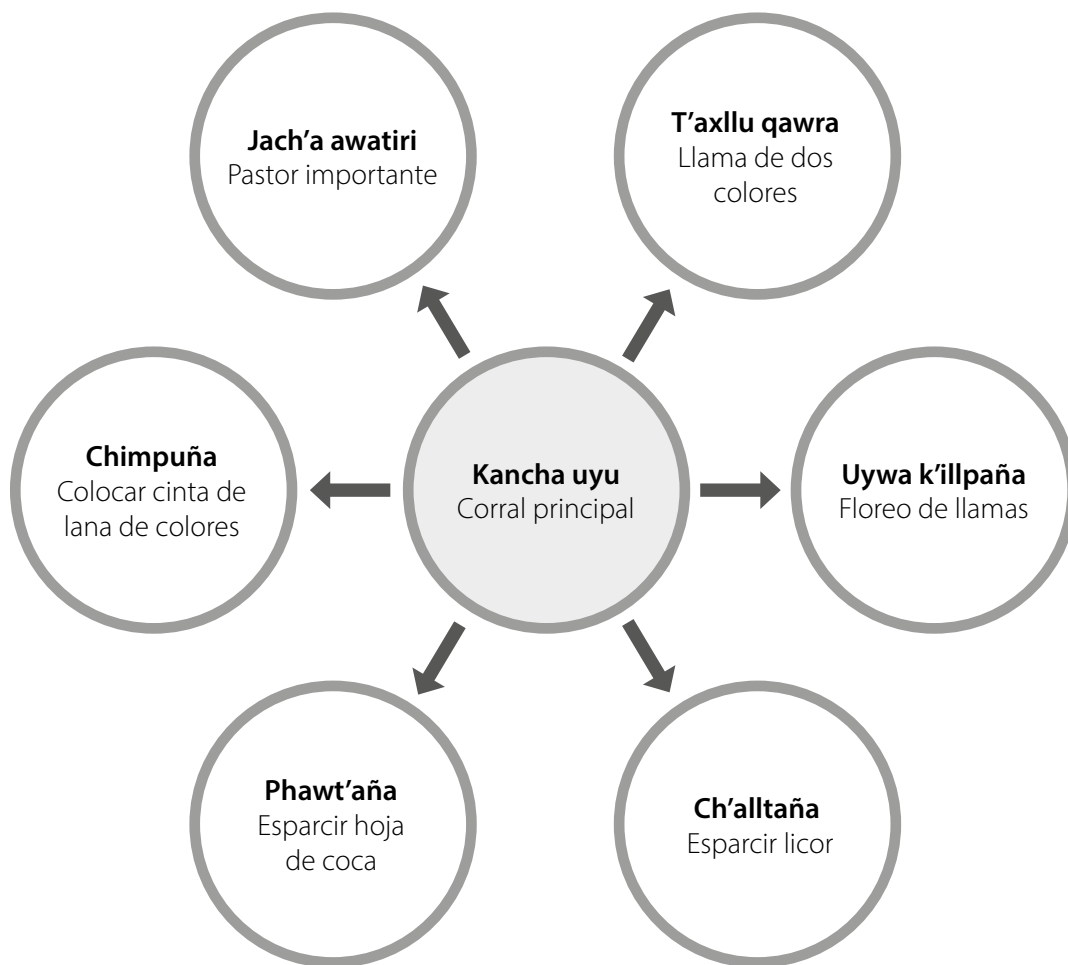 Jach’a awatiri
Pastor importante
T’axllu qawra
Llama de dos
colores
Chimpuña
Colocar cinta de
lana de colores
Kancha uyu
Corral principal
Uywa k’illpaña
Floreo de llamas
Phawt’aña
Esparcir hoja
de coca
Ch’alltaña
Esparcir licor